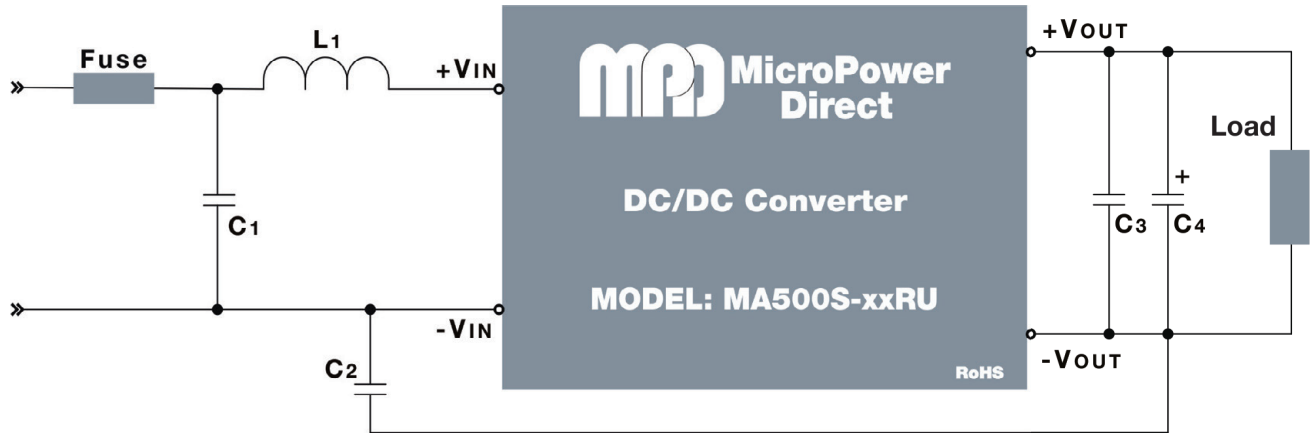 Fuse
L1
+VIN
C1
-VIN
C2
MPD MicroPower
Direct
DC/DC Converter
MODEL: MA500S-xxRU
RoHS
+VOUT
Load
+
C3
C4
-VOUT